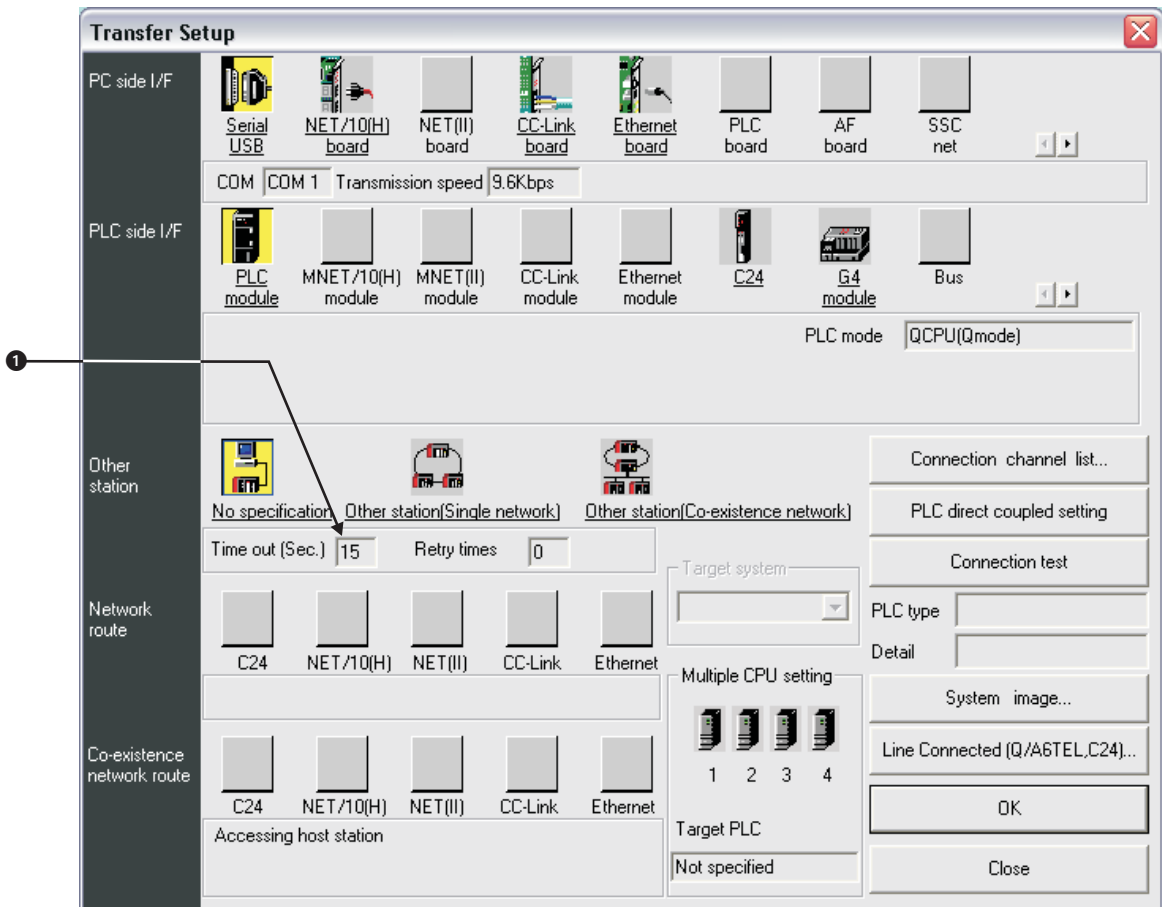 Transfer Setup
PC side I/F
Serial USB
NET/10(H) board
NET(II) board
CC-Link board
Ethernet board
PLC board
AF board
SSC net
COM COM 1 Transmission speed 9.6Kbps
PLC side I/F
PLC module
MNET/10(H) module
MNET(II) module
CC-Link module
Ethernet module
C24
G4 module
Bus
PLC mode QCPU(Qmode)
1
Other station
No specification
Other station(Single network)
Other station(Co-existence network)
Time out (Sec.) 15 Retry times 0
Connection channel list...
PLC direct coupled setting
Connection test
Target system
PLC type
Detail
Network route
C24
NET/10(H)
NET(II)
CC-Link
Ethernet
Multiple CPU setting
1 2 3 4
System image...
Line Connected (Q/A6TEL,C24)...
Co-existence network route
C24
NET/10(H)
NET(II)
CC-Link
Ethernet
Accessing host station
Target PLC
Not specified
OK
Close